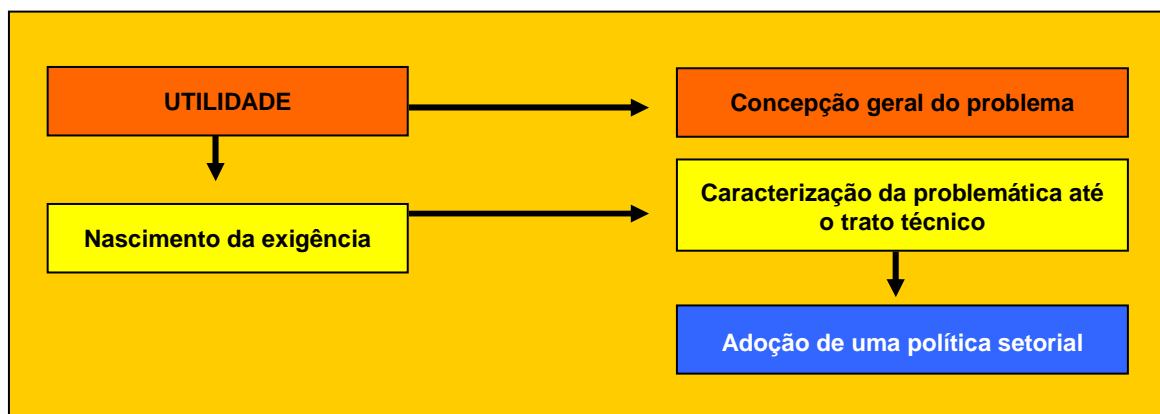 UTILIDADE
Concepção geral do problema
Nascimento da exigência
Caracterização da problemática até
o trato técnico
Adoção de uma política setorial